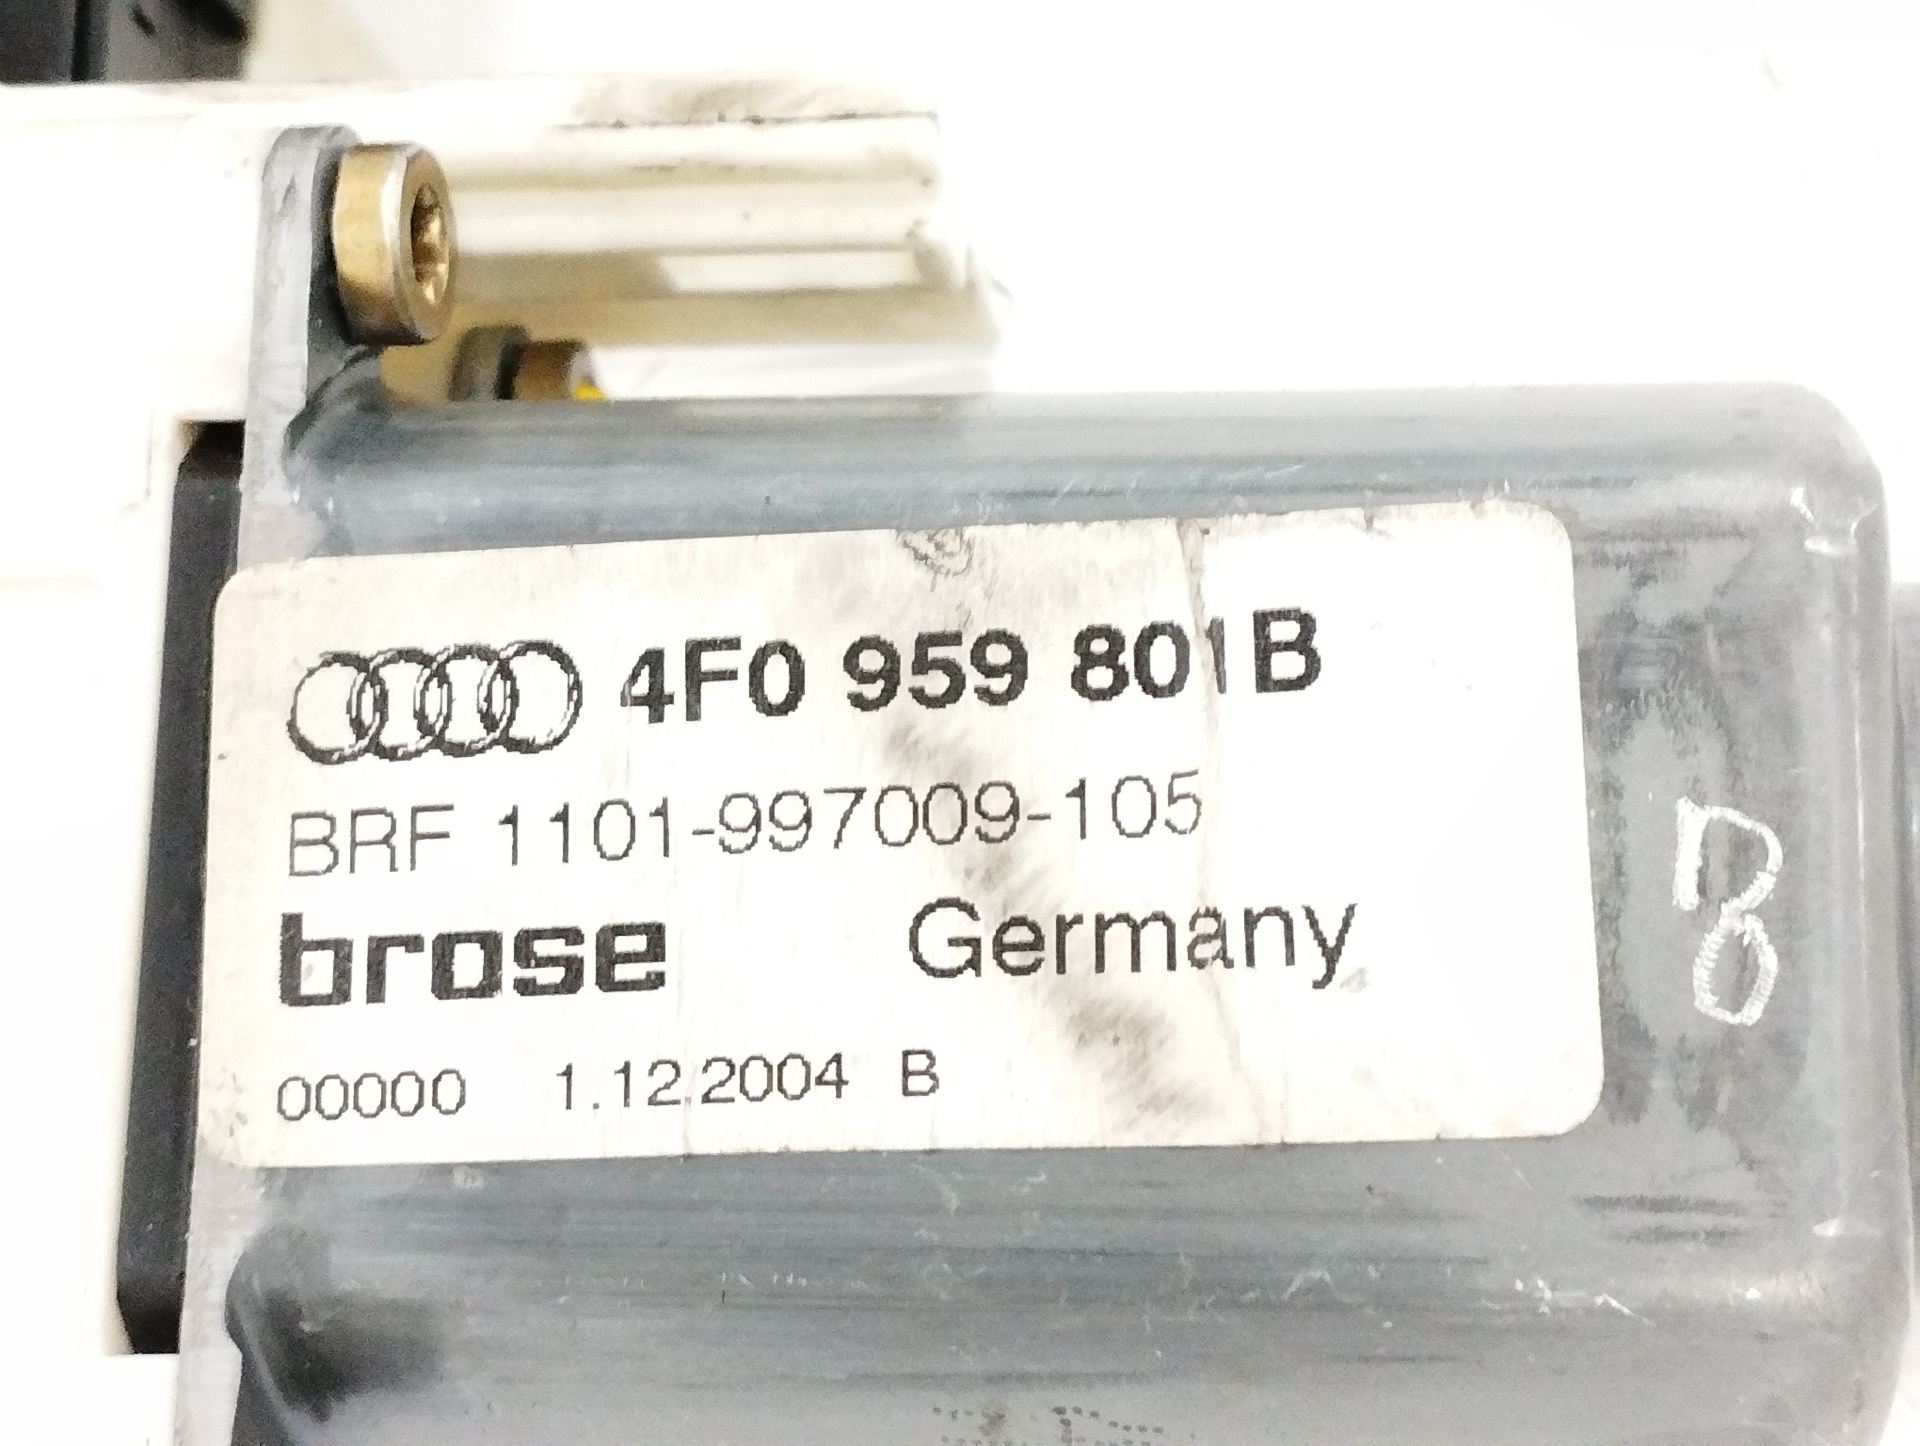 4F0 959 801B
BRF 1101-997009-105
brose Germany
00000 1.12.2004 B